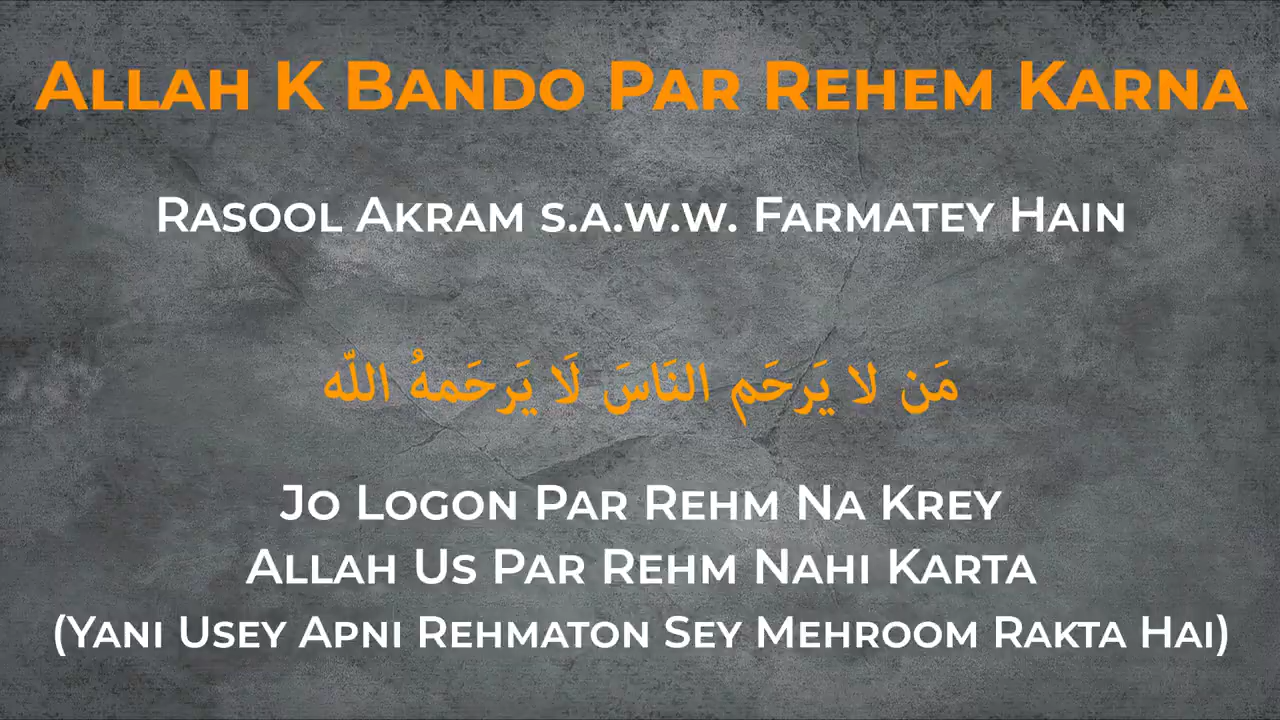 Allah K Bando Par Rehem Karna
Rasool Akram s.a.w.w. Farmatey Hain
مَن لا يَرحَم النَاسَ لَا يَرحَمهُ اللّه
Jo Logon Par Rehm Na Krey
Allah Us Par Rehm Nahi Karta
(Yani Usey Apni Rehmaton Sey Mehroom Rakta Hai)